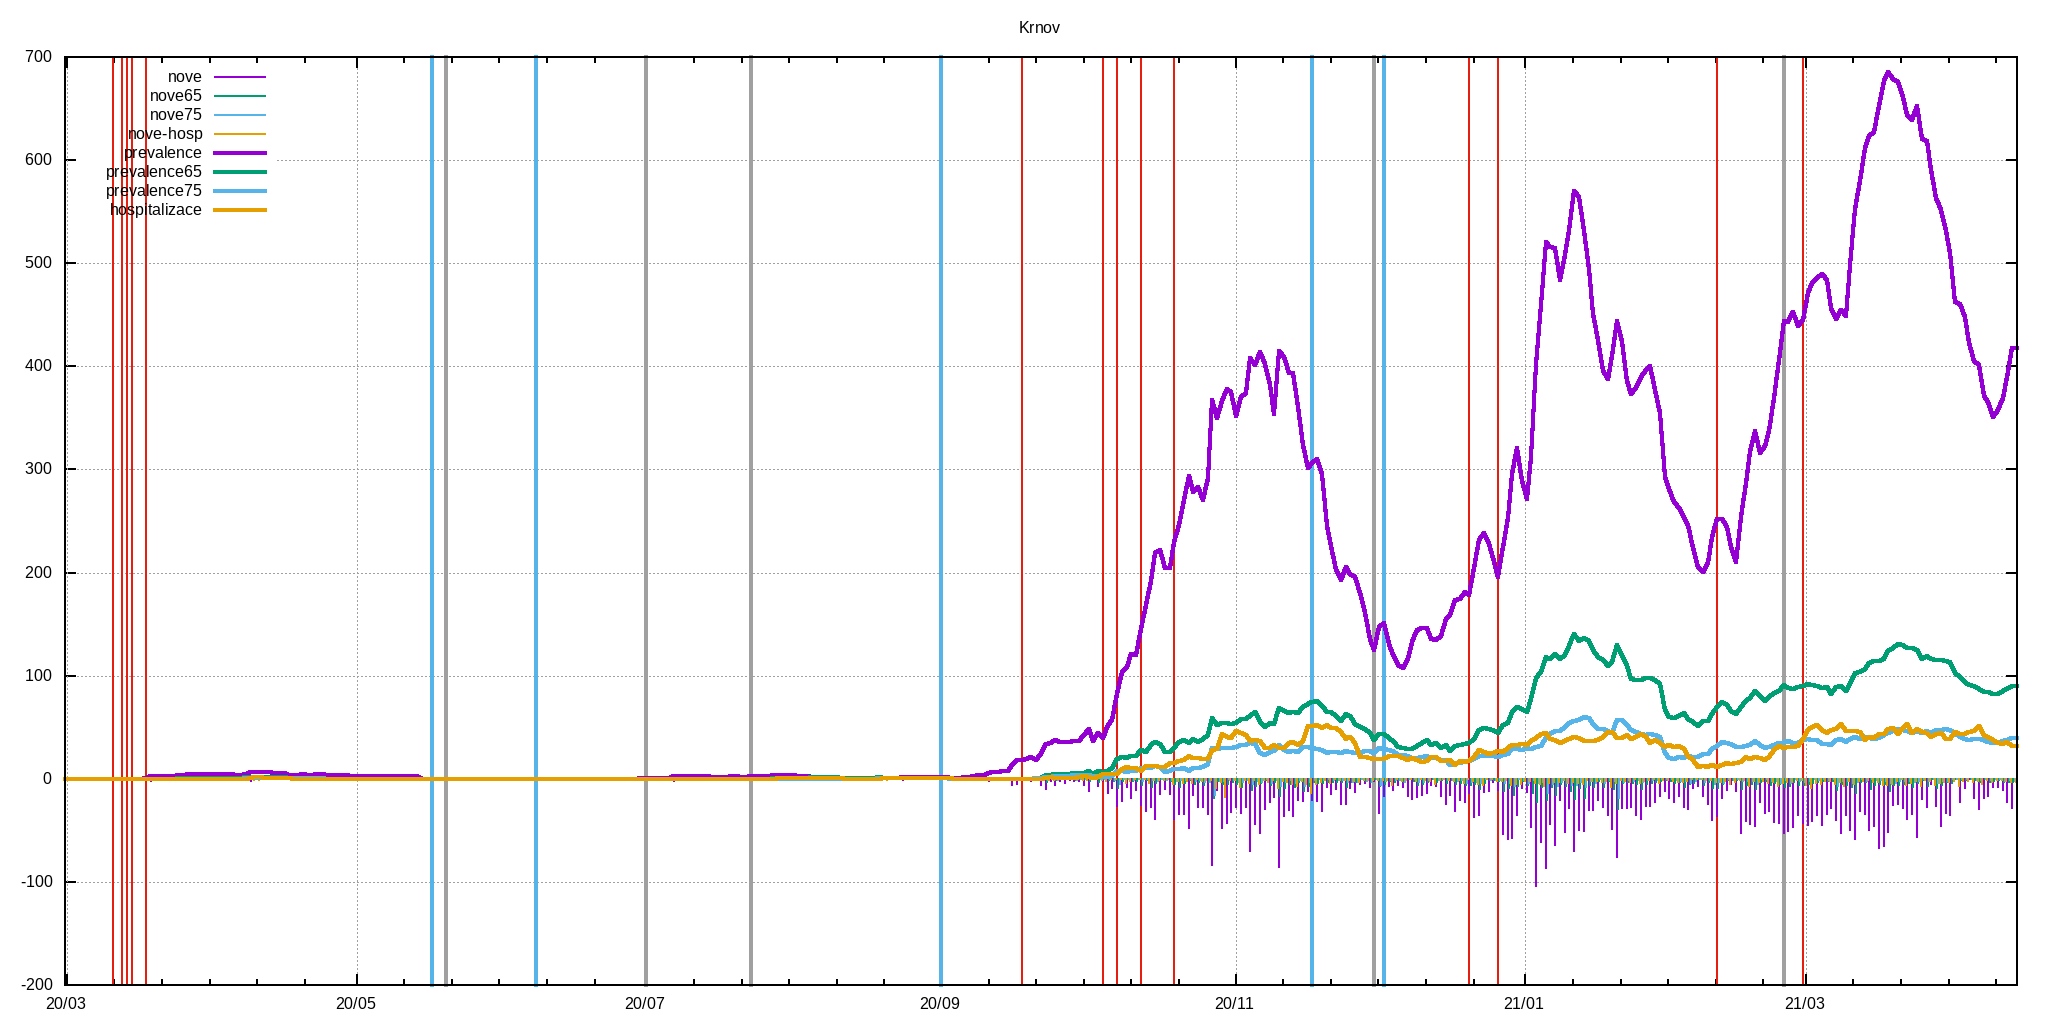 Krnov
700
600
500
400
300
200
100
0
-100
-200
nove
nove65
nove75
nove-hosp
prevalence
prevalence65
prevalence75
hospitalizace
20/03
20/05
20/07
20/09
20/11
21/01
21/03